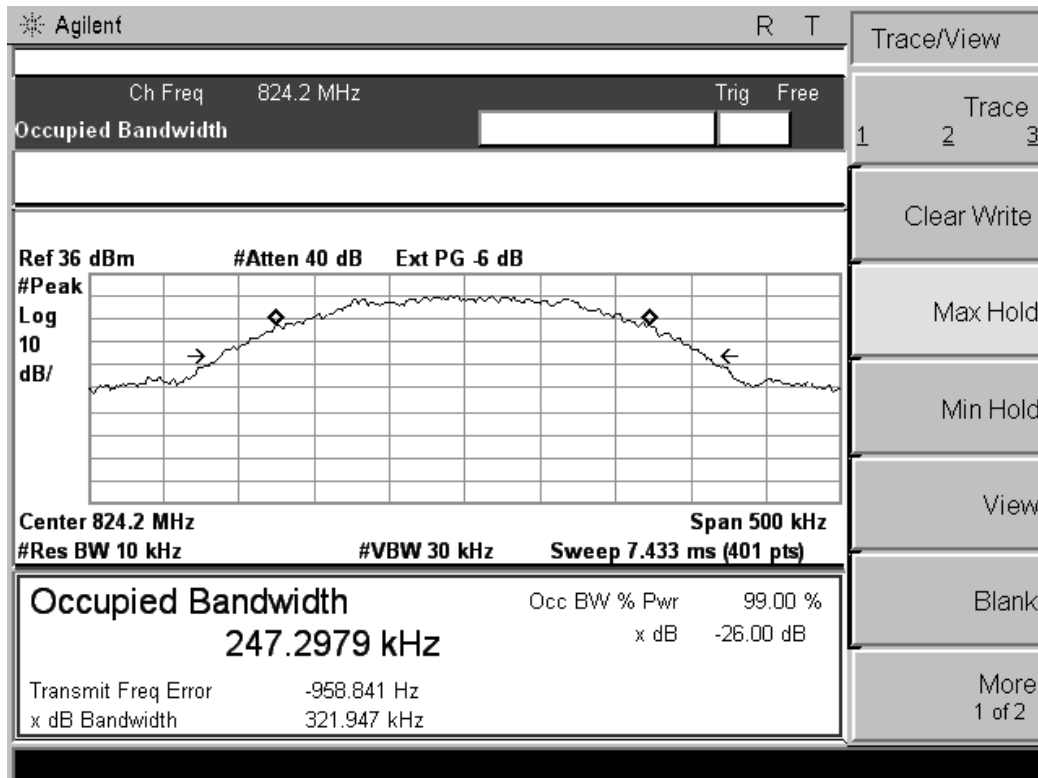 Agilent R T
Trace/View
Ch Freq 824.2 MHz Trig Free
Occupied Bandwidth
Trace
1 2 3
Clear Write
Ref 36 dBm #Atten 40 dB Ext PG -6 dB
#Peak
Log
10
dB/
Max Hold
Min Hold
View
Center 824.2 MHz Span 500 kHz
#Res BW 10 kHz #VBW 30 kHz Sweep 7.433 ms (401 pts)
Occupied Bandwidth
247.2979 kHz
Occ BW % Pwr 99.00 %
x dB -26.00 dB
Transmit Freq Error -958.841 Hz
x dB Bandwidth 321.947 kHz
Blank
More
1 of 2